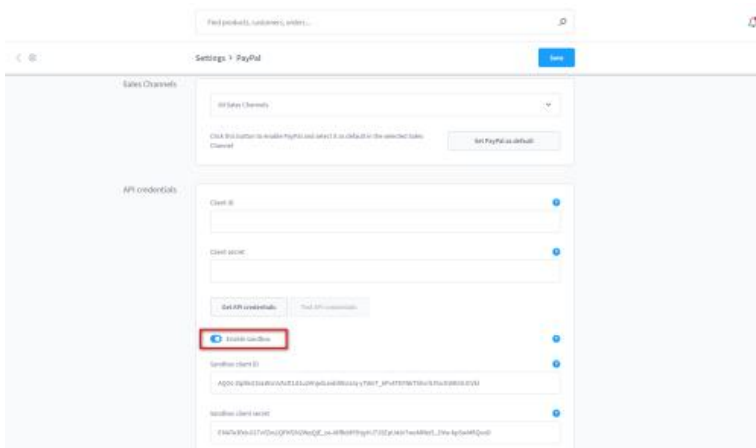 Find products, customers, orders...
Settings > PayPal
Save
Sales Channels
All Sales Channels
Click this button to enable PayPal and select it as default in the selected Sales
Channel
Set PayPal as default
API credentials
Client ID
Client secret
Get API credentials
Test API credentials
Enable sandbox
Sandbox client ID
Sandbox client secret